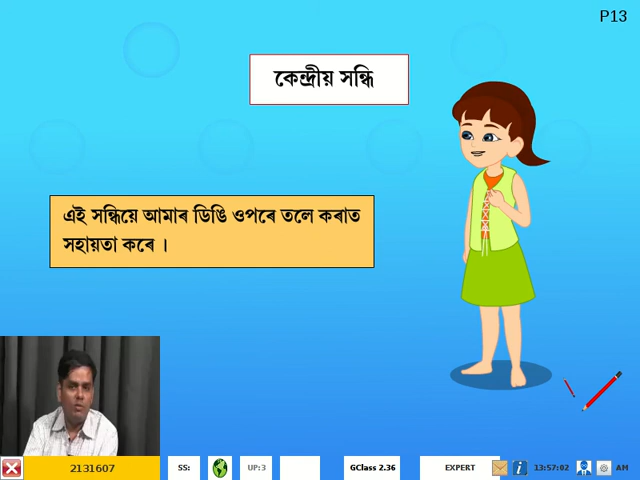 P13
কেন্দ্ৰীয় সন্ধি
এই সন্ধিয়ে আমাৰ ডিঙি ওপৰে তলে কৰাত
সহায়তা কৰে ।
2131607 SS: UP:3 GClass 2.36 EXPERT 13:57:02 AM